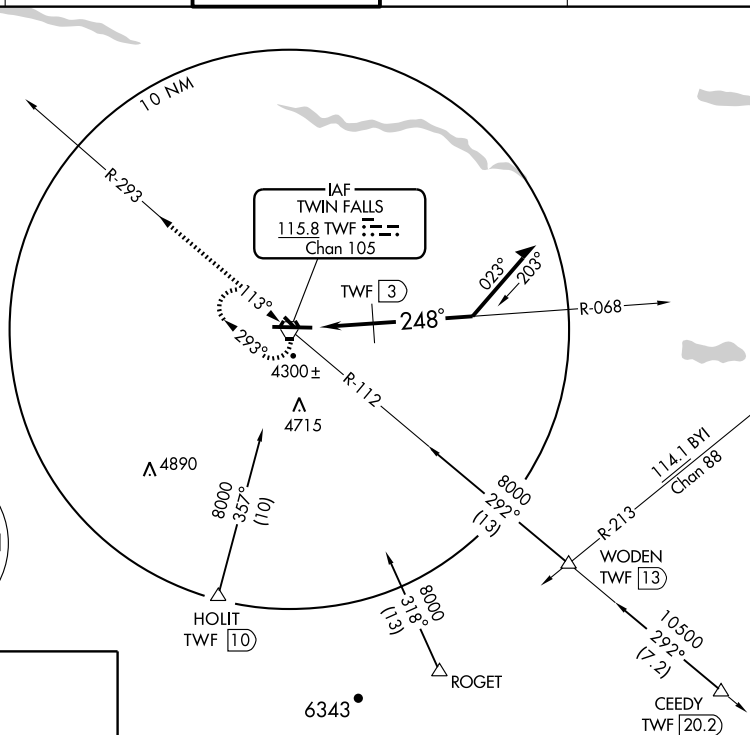 10 NM
R-293
IAF
TWIN FALLS
115.8 TWF
Chan 105
TWF 3
023°
203°
R-068
248°
113°
293°
4300 ±
R-112
4715
4890
8000
357°
(10)
8000
292°
(13)
114.1 BYI
Chan 88
R-213
WODEN
TWF 13
HOLIT
TWF 10
8000
318°
(13)
ROGET
10500
292°
(7.2)
6343
CEEDY
TWF 20.2